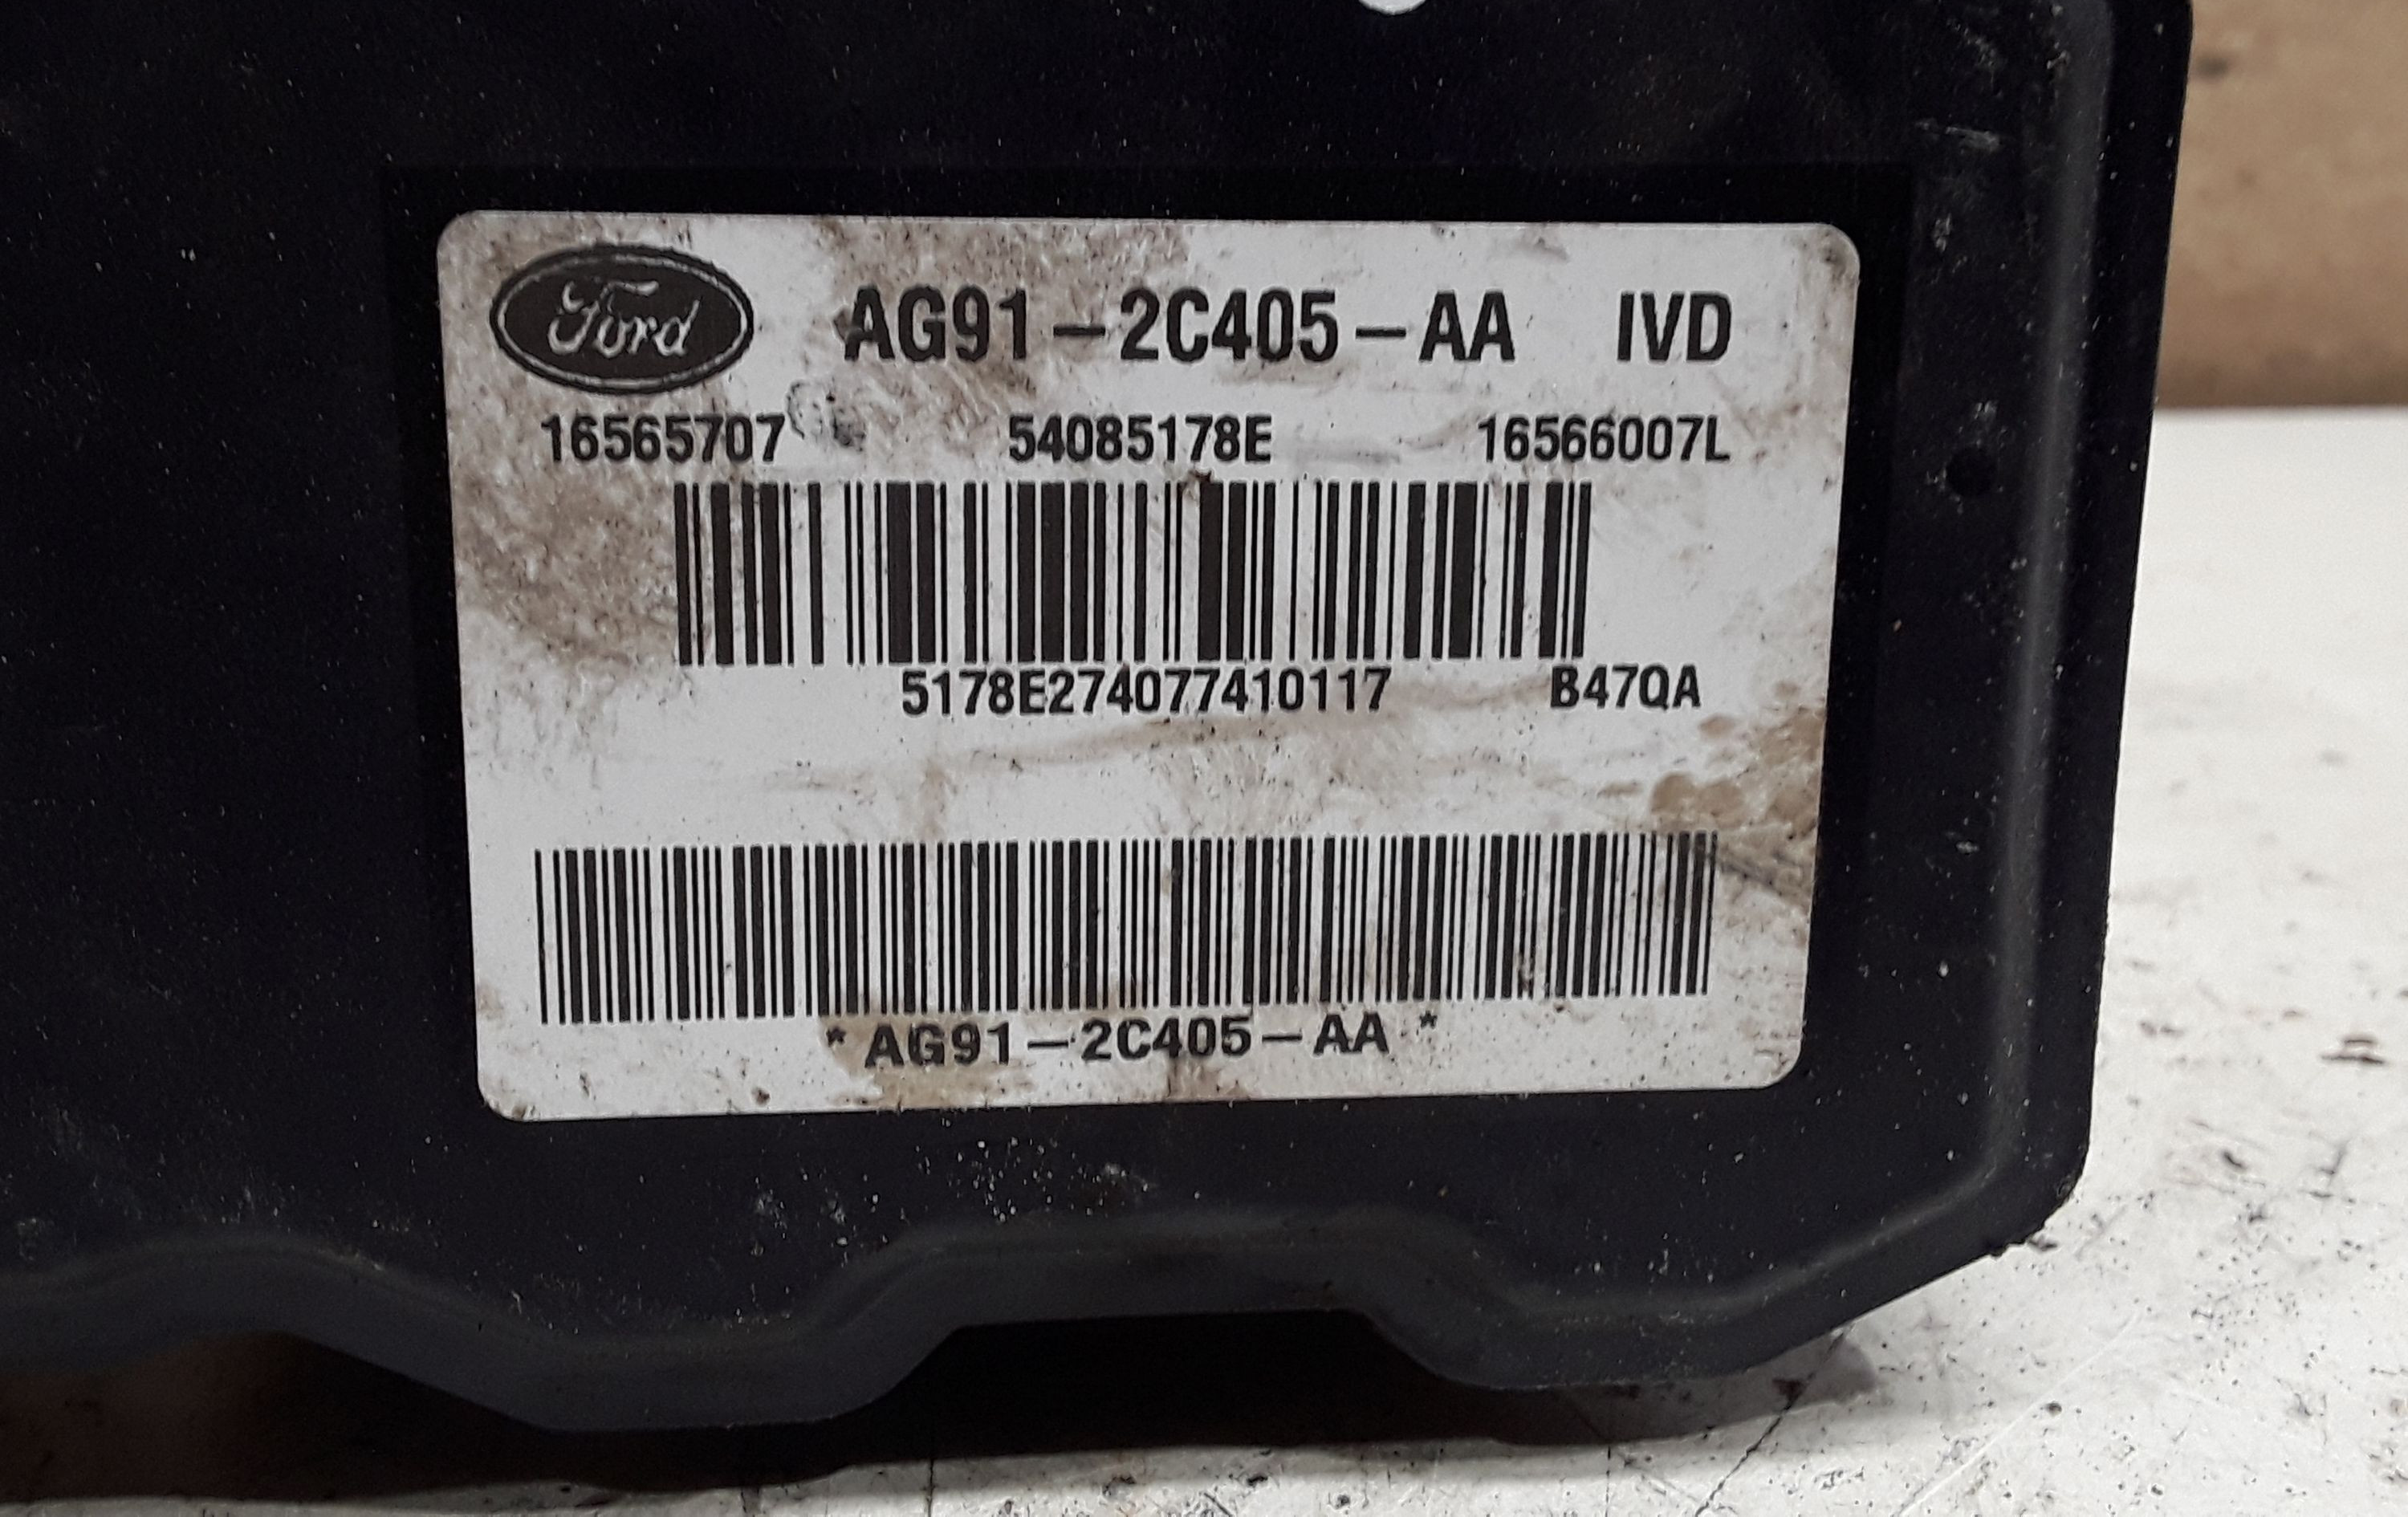 Ford AG91-2C405-AA IVD
16565707 54085178E 16566007L
5178E274077410117 B47QA
*AG91-2C405-AA*